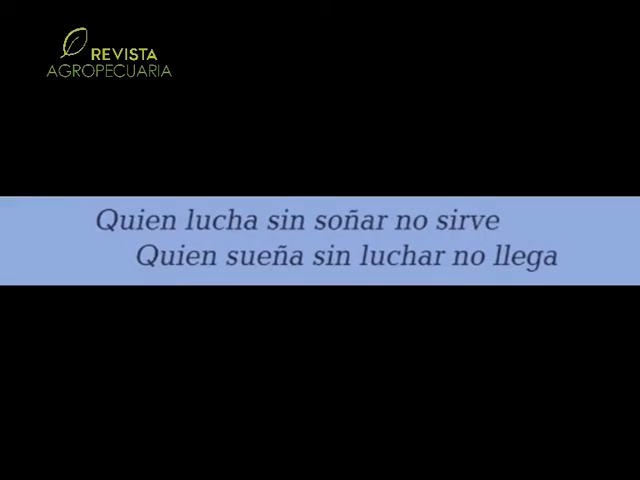 REVISTA
AGROPECUARIA
Quien lucha sin soñar no sirve
Quien sueña sin luchar no llega